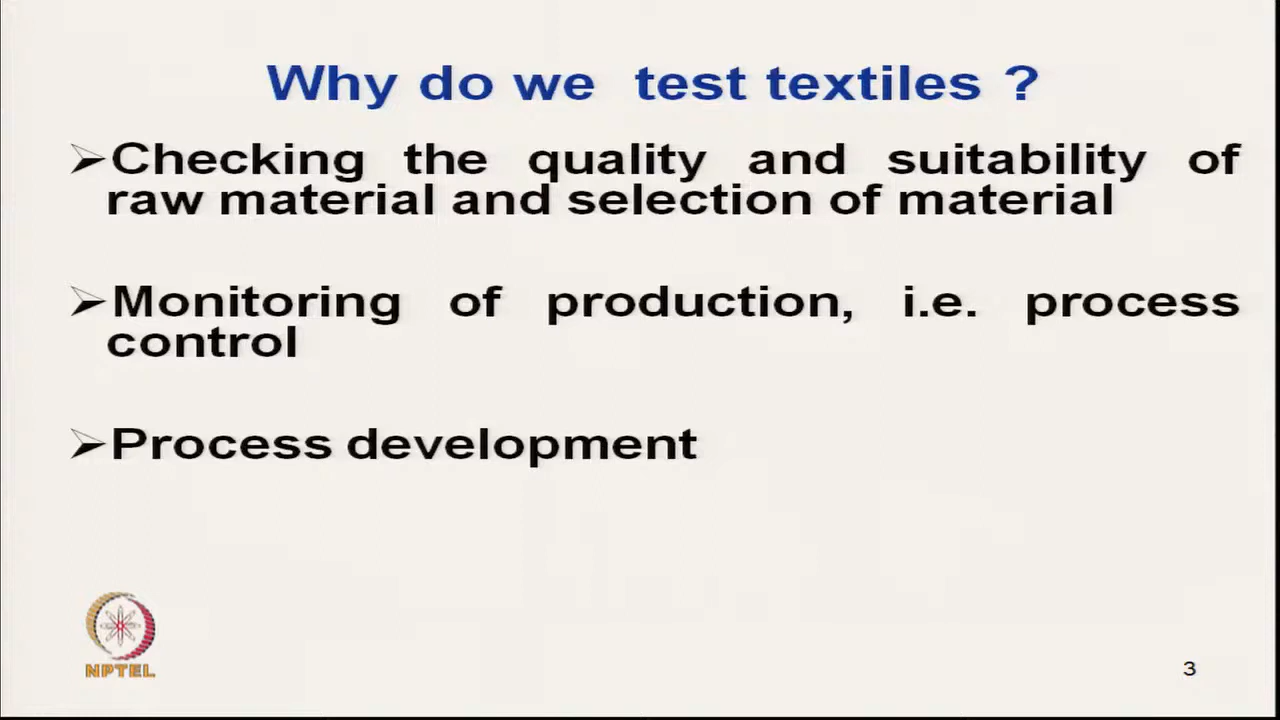 Why do we test textiles ?
➢Checking the quality and suitability of
raw material and selection of material
➢Monitoring of production, i.e. process
control
➢Process development
NPTEL
3